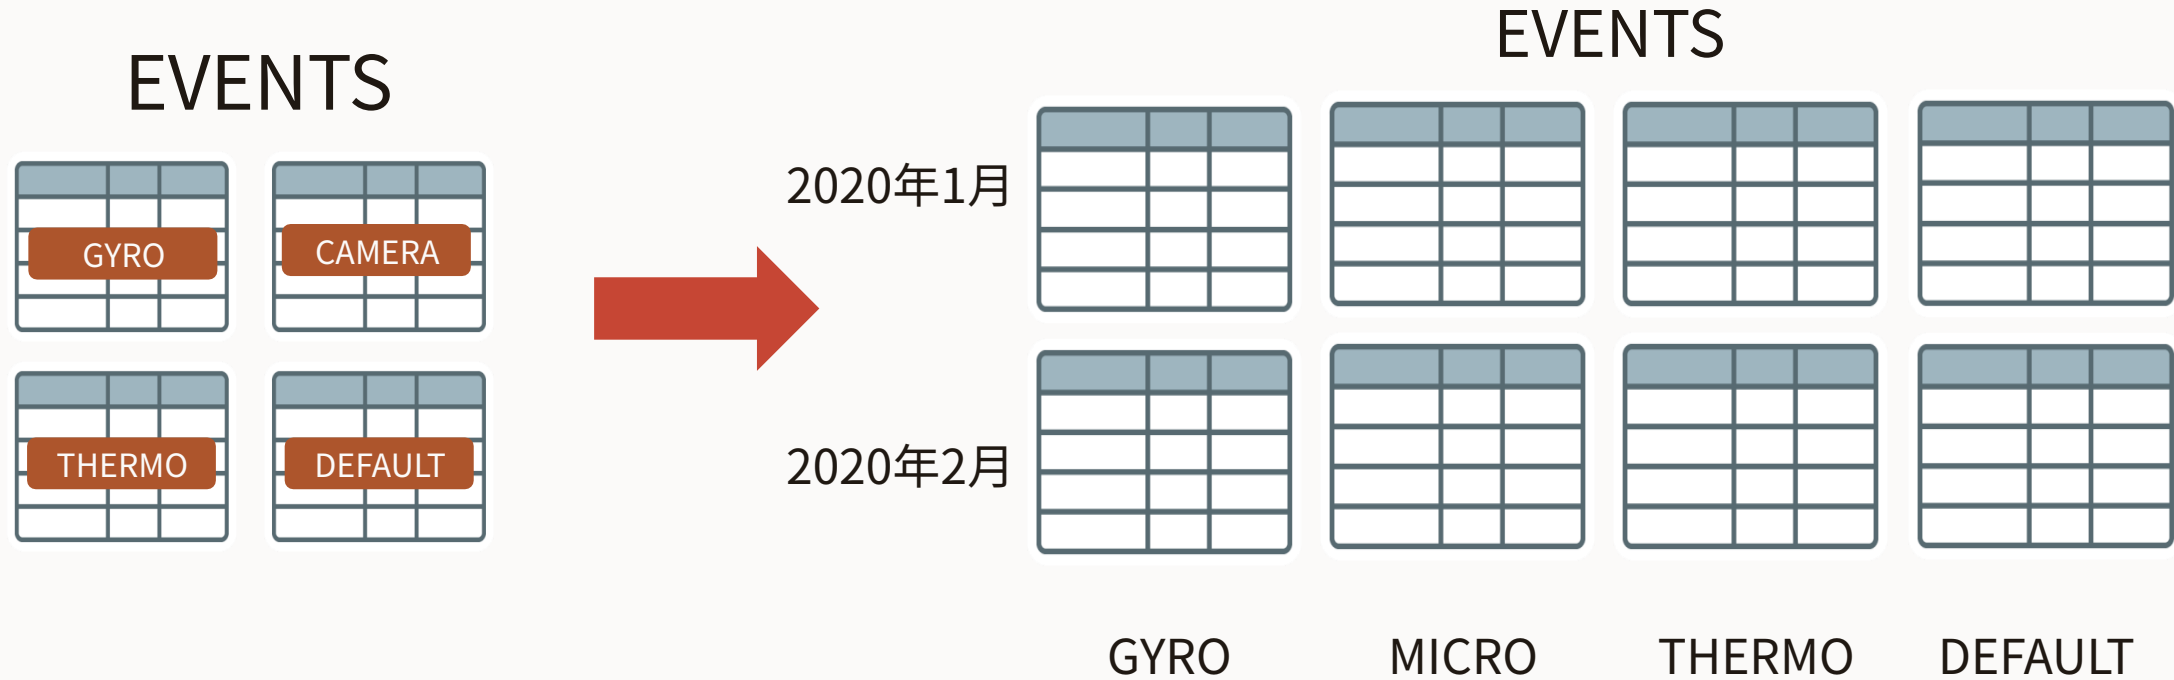 EVENTS
GYRO
CAMERA
THERMO
DEFAULT
EVENTS
2020年1月
2020年2月
GYRO
MICRO
THERMO
DEFAULT